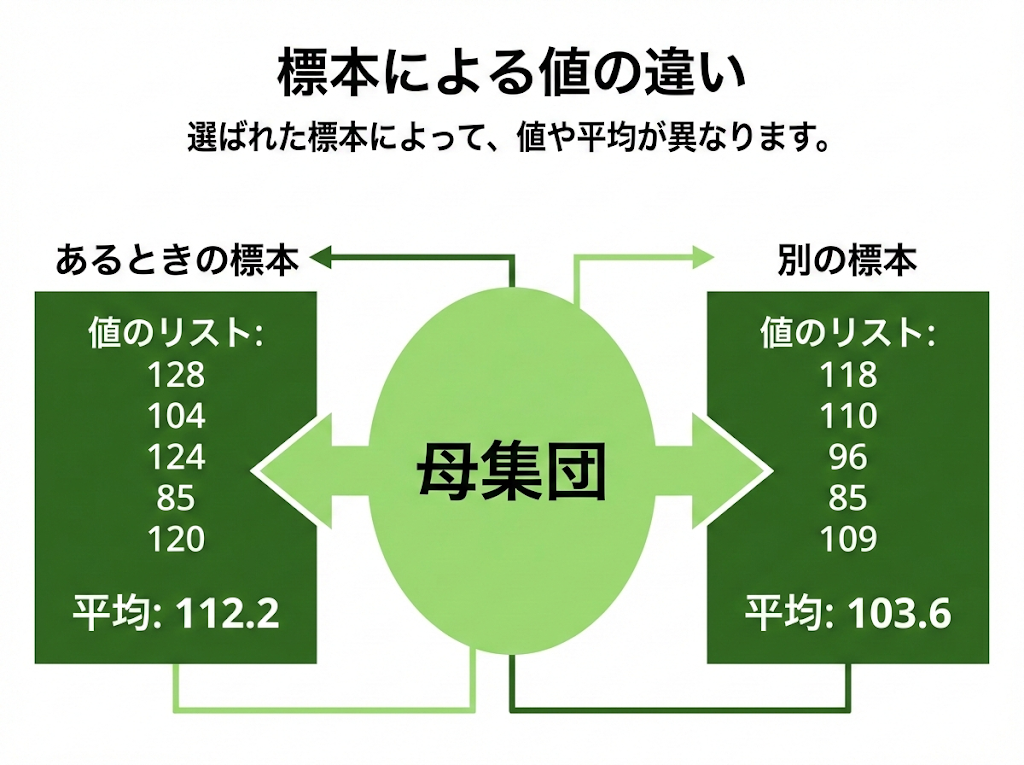 標本による値の違い
選ばれた標本によって、値や平均が異なります。
あるときの標本
値のリスト:
128
104
124
85
120
平均: 112.2
母集団
別の標本
値のリスト:
118
110
96
85
109
平均: 103.6